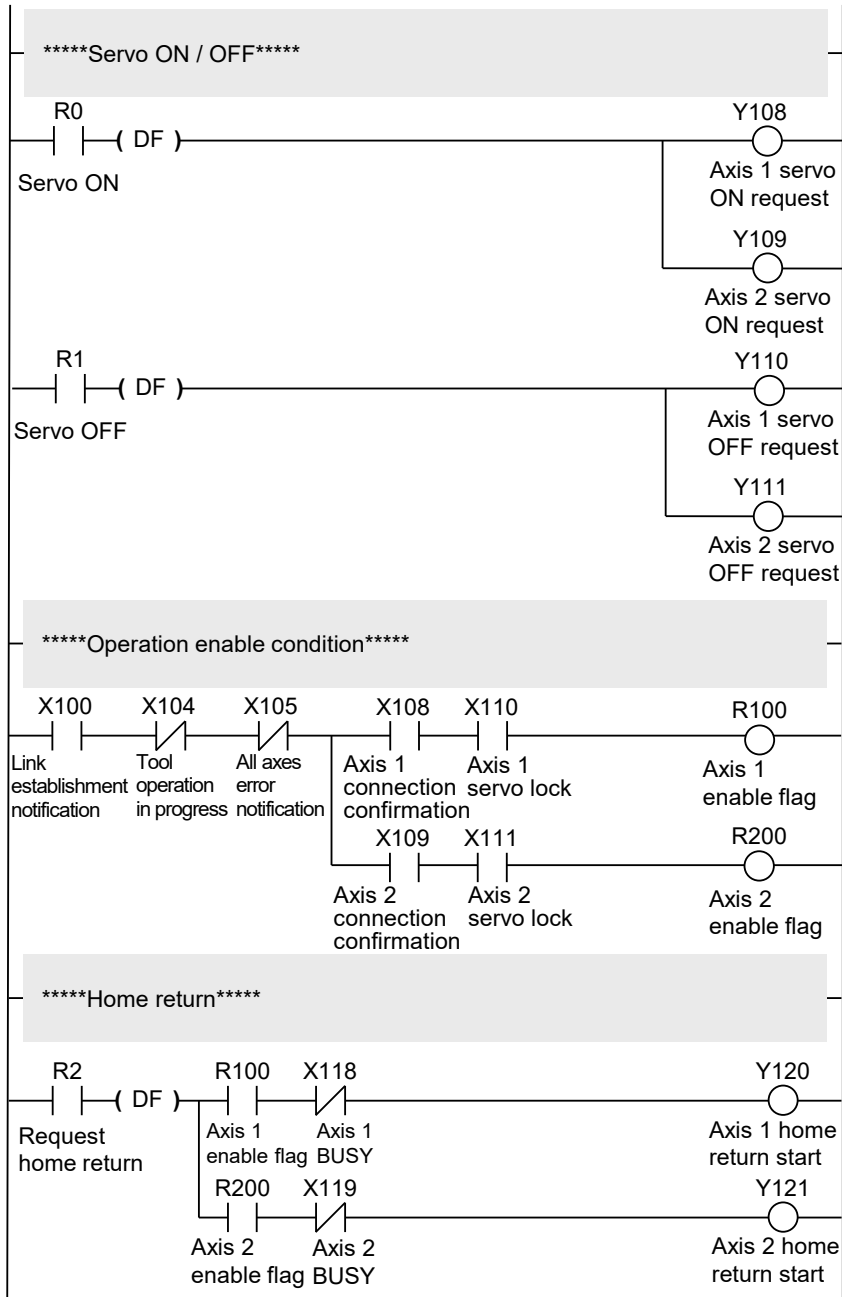 *****Servo ON / OFF*****
R0
Y108
( DF )
Servo ON
Axis 1 servo
ON request
Y109
Axis 2 servo
ON request
R1
Y110
( DF )
Servo OFF
Axis 1 servo
OFF request
Y111
Axis 2 servo
OFF request
*****Operation enable condition*****
X100
X104
X105
X108
X110
R100
Link
establishment
notification
Tool
operation
in progress
All axes
error
notification
Axis 1
connection
confirmation
Axis 1
servo lock
Axis 1
enable flag
X109
X111
R200
Axis 2
connection
confirmation
Axis 2
servo lock
Axis 2
enable flag
*****Home return*****
R2
R100
X118
Y120
( DF )
Request
home return
Axis 1
enable flag
Axis 1
BUSY
Axis 1 home
return start
R200
X119
Y121
Axis 2
enable flag
Axis 2
BUSY
Axis 2 home
return start